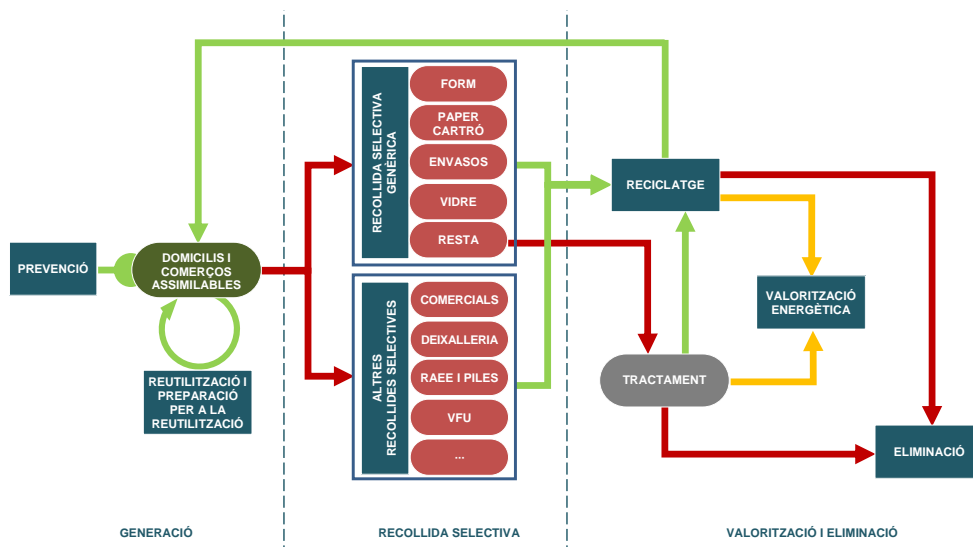 PREVENCIÓ
DOMICILIS I
COMERÇOS
ASSIMILABLES
REUTILITZACIÓ I
PREPARACIÓ
PER A LA
REUTILITZACIÓ
RECOLLIDA SELECTIVA
GENÈRICA
FORM
PAPER
CARTRÓ
ENVASOS
VIDRE
RESTA
ALTRES
RECOLLIDES SELECTIVES
COMERCIALS
DEIXALLERIA
RAEE I PILES
VFU
...
RECICLATGE
VALORITZACIÓ
ENERGÈTICA
TRACTAMENT
ELIMINACIÓ
GENERACIÓ
RECOLLIDA SELECTIVA
VALORITZACIÓ I ELIMINACIÓ